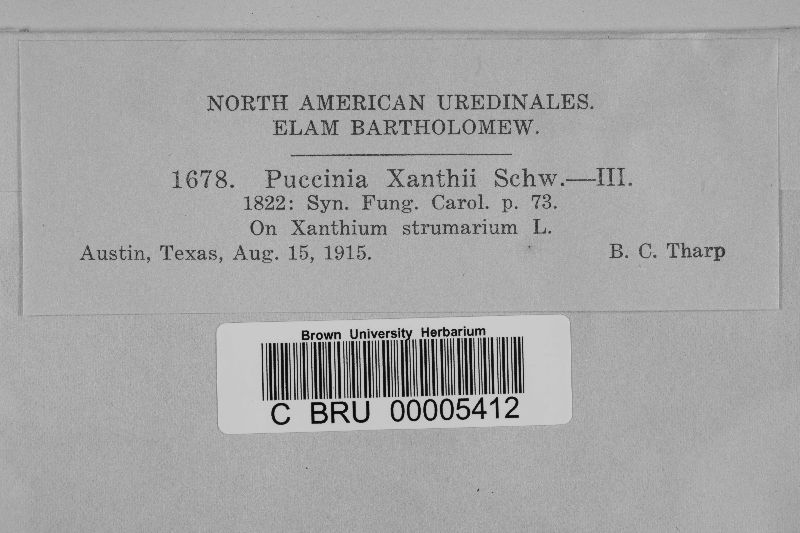 NORTH AMERICAN UREDINALES.
ELAM BARTHOLOMEW.
1678. Puccinia Xanthii Schw.—III.
1822: Syn. Fung. Carol. p. 73.
On Xanthium strumarium L.
Austin, Texas, Aug. 15, 1915. B. C. Tharp
Brown University Herbarium
C BRU 00005412